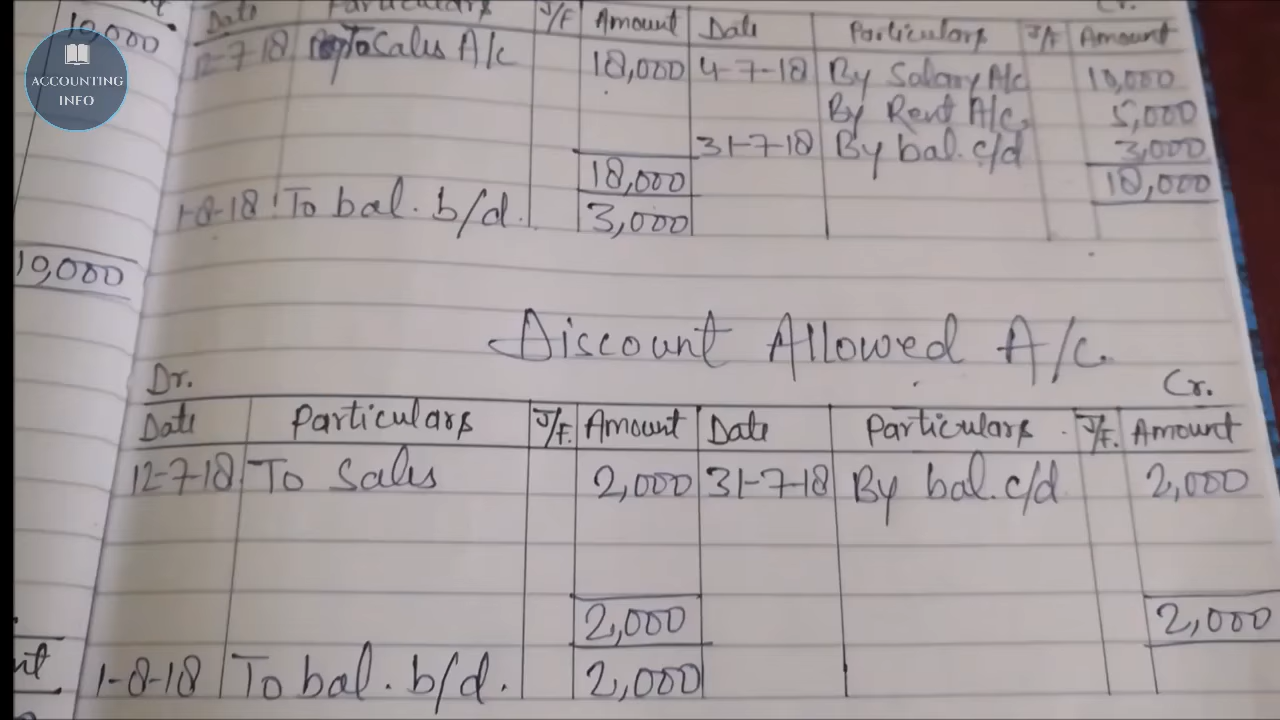 ACCOUNTING
INFO
10,000
Date Particulars J/F Amount Date Particulars J/F Amount
12-7-18 To Sales A/c 18,000 4-7-18 By Salary A/c 10,000
By Rent A/c 5,000
31-7-18 By bal. c/d 3,000
18,000 18,000
1-8-18 To bal. b/d. 3,000
10,000
Discount Allowed A/c.
Dr. Cr.
Date Particulars J/F. Amount Date Particulars J/F. Amount
12-7-18 To Sales 2,000 31-7-18 By bal. c/d 2,000
2,000 2,000
1-8-18 To bal. b/d. 2,000